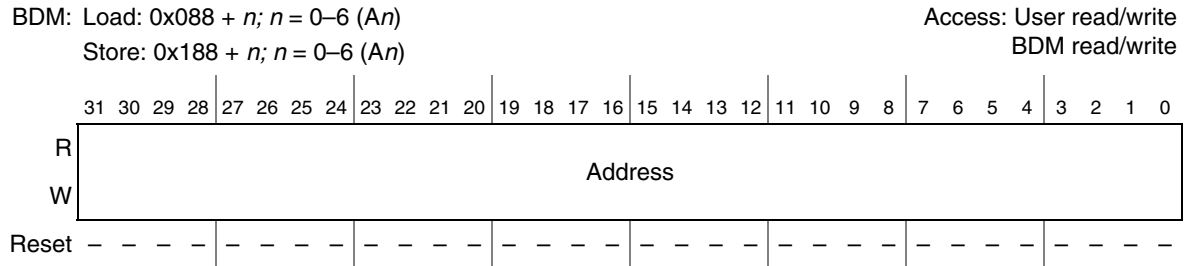 BDM: Load: 0x088 + n; n = 0–6 (An) Access: User read/write
Store: 0x188 + n; n = 0–6 (An) BDM read/write
31 30 29 28 27 26 25 24 23 22 21 20 19 18 17 16 15 14 13 12 11 10 9 8 7 6 5 4 3 2 1 0
R
Address
W
Reset – – – – – – – – – – – – – – – – – – – – – – – – – – – – – – – –